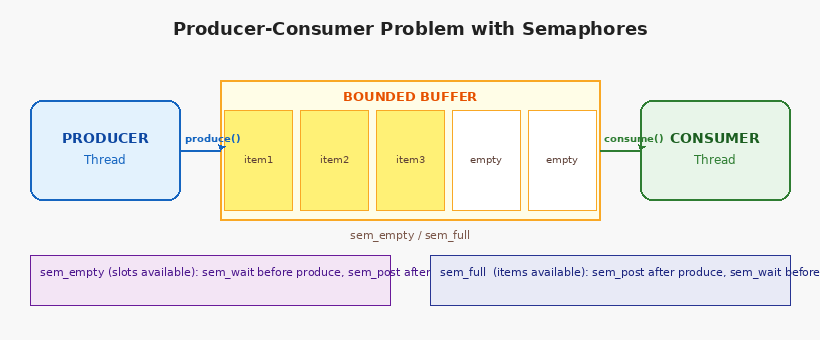 Producer-Consumer Problem with Semaphores
BOUNDED BUFFER
PRODUCER
Thread
produce()
item1
item2
item3
empty
empty
consume()
CONSUMER
Thread
sem_empty / sem_full
sem_empty (slots available): sem_wait before produce, sem_post after
sem_full  (items available): sem_post after produce, sem_wait before